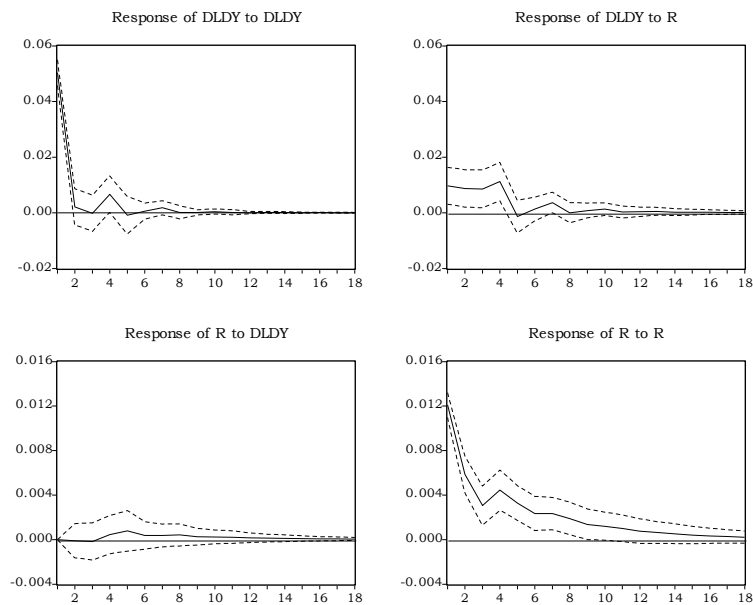 Response of DLDY to DLDY
0.06
0.04
0.02
0.00
-0.02
2 4 6 8 10 12 14 16 18
Response of DLDY to R
0.06
0.04
0.02
0.00
-0.02
2 4 6 8 10 12 14 16 18
Response of R to DLDY
0.016
0.012
0.008
0.004
0.000
-0.004
2 4 6 8 10 12 14 16 18
Response of R to R
0.016
0.012
0.008
0.004
0.000
-0.004
2 4 6 8 10 12 14 16 18